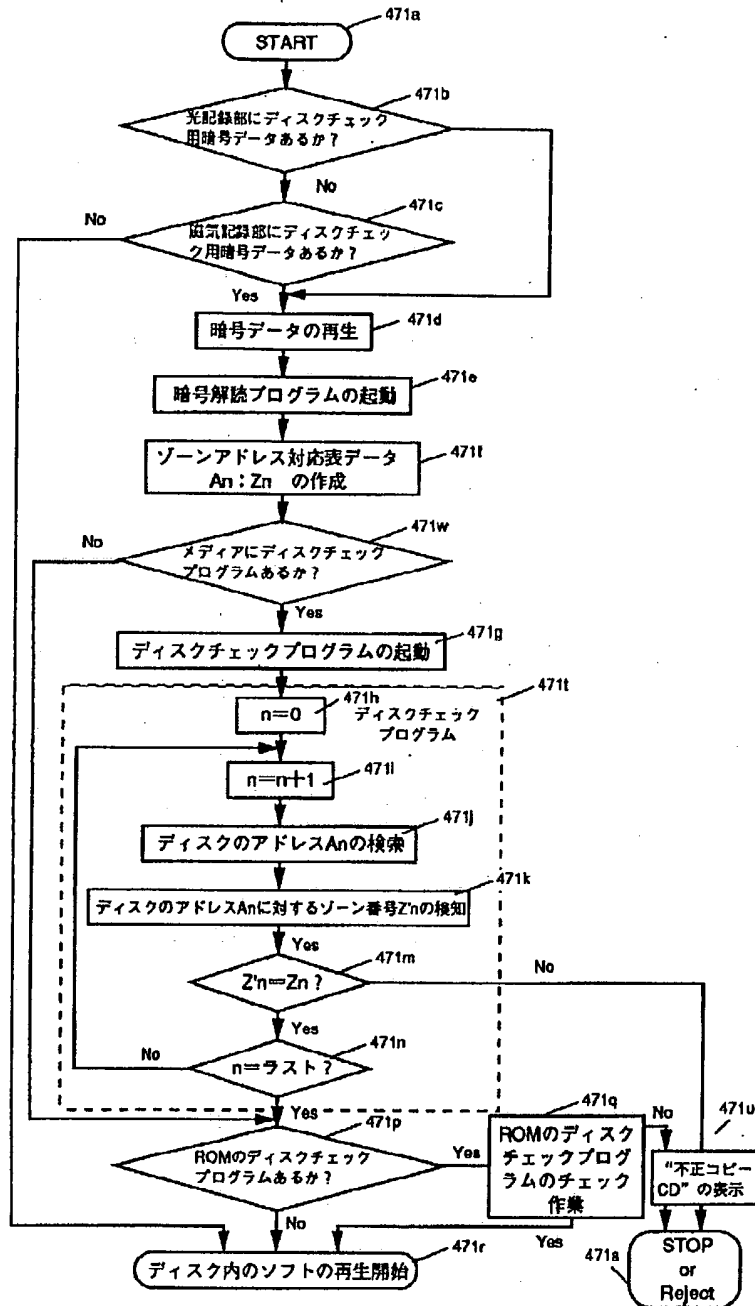 471a
START
471b
光記録部にディスクチェック
用暗号データあるか？
No
471c
No
磁気記録部にディスクチェッ
ク用暗号データあるか？
Yes
471d
暗号データの再生
471e
暗号解読プログラムの起動
471f
ゾーンアドレス対応表データ
An：Zn の作成
471w
No
メディアにディスクチェック
プログラムあるか？
Yes
471g
ディスクチェックプログラムの起動
471t
471h
n=0
ディスクチェック
プログラム
471i
n=n+1
471j
ディスクのアドレスAnの検索
471k
ディスクのアドレスAnに対するゾーン番号Z'nの検知
Yes
471m
No
Z'n=Zn？
Yes
471n
No
n=ラスト？
Yes
471p
471q
471u
ROMのディスクチェック
プログラムあるか？
Yes
ROMのディスク
チェックプログ
ラムのチェック
作業
No
“不正コピー
CD”の表示
No
Yes
471r
ディスク内のソフトの再生開始
471s
STOP
or
Reject